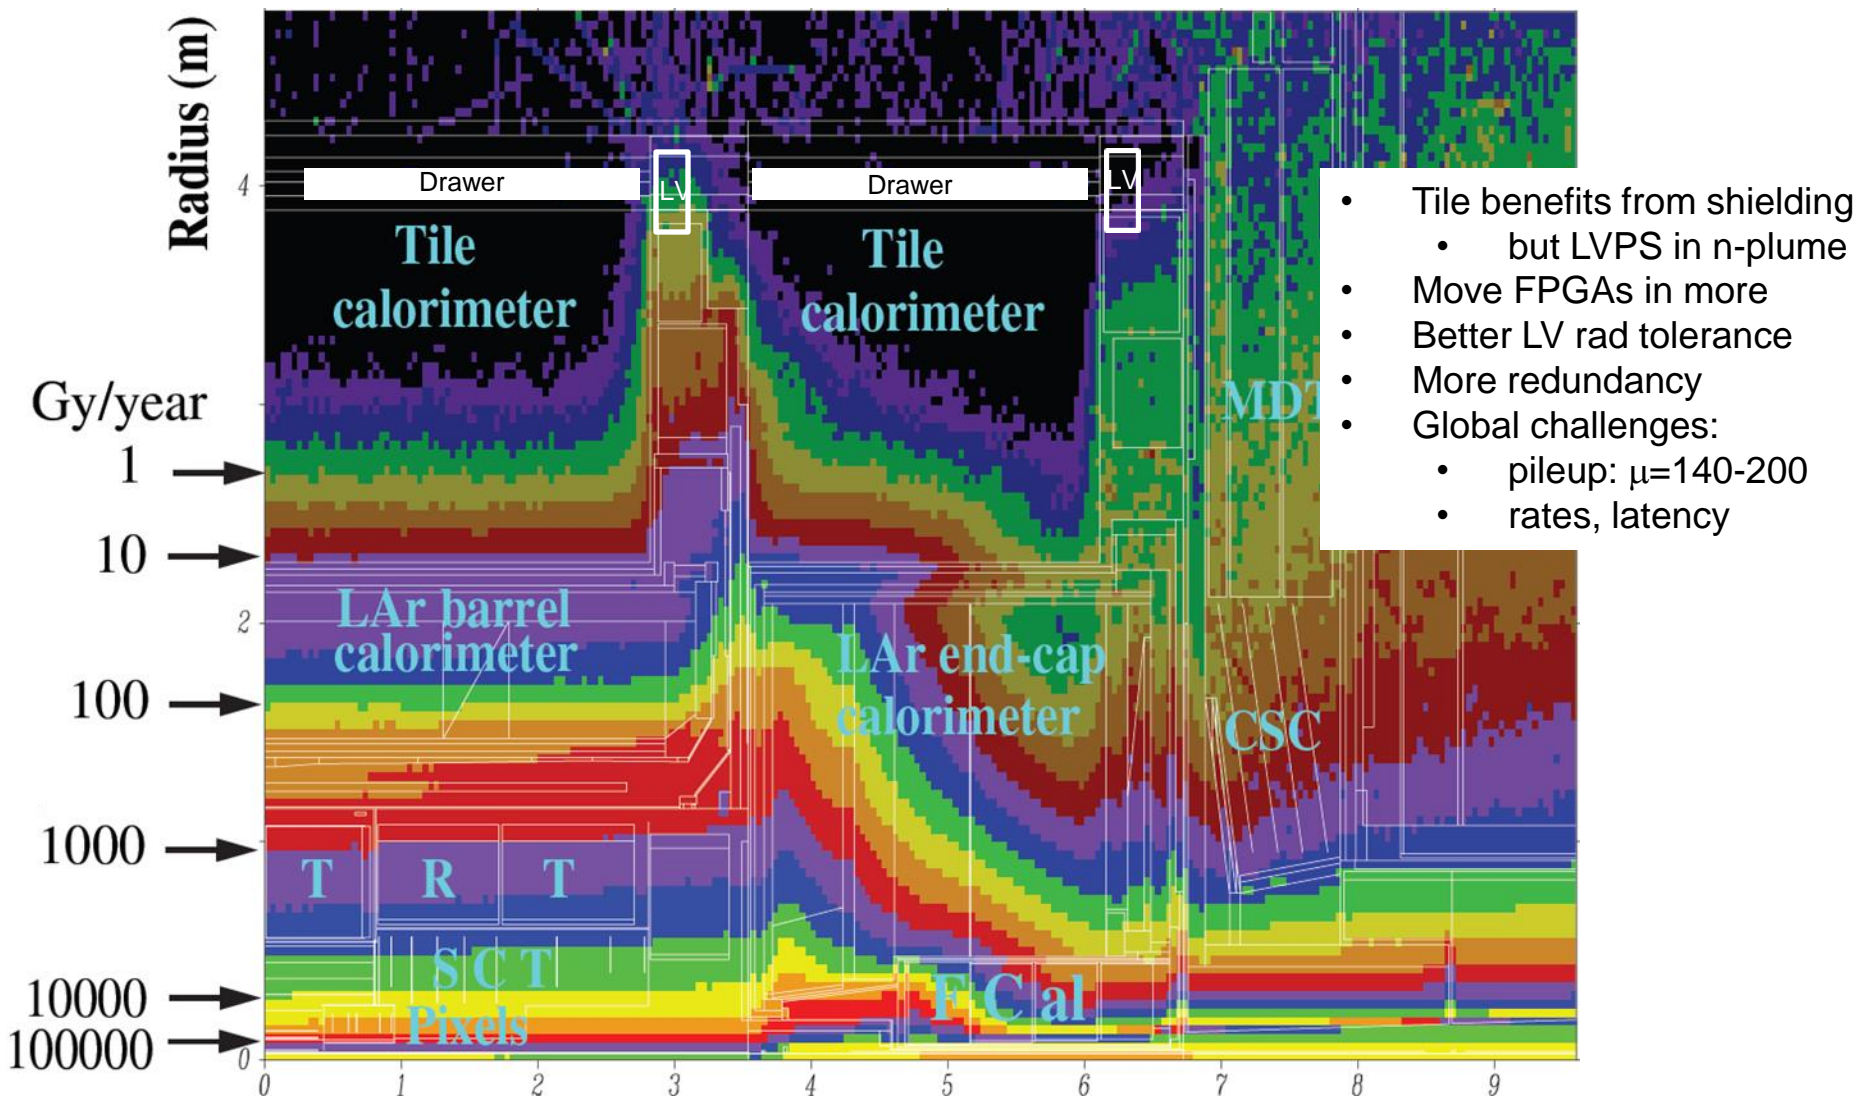 Radius (m)
4
2
0
Gy/year
1
10
100
1000
10000
100000
Drawer
LV
Drawer
LV
Tile
calorimeter
Tile
calorimeter
LAr barrel
calorimeter
LAr end-cap
calorimeter
MDT
CSC
T R T
S C T
Pixels
F C al
0 1 2 3 4 5 6 7 8 9
• Tile benefits from shielding
• but LVPS in n-plume
• Move FPGAs in more
• Better LV rad tolerance
• More redundancy
• Global challenges:
• pileup: μ=140-200
• rates, latency